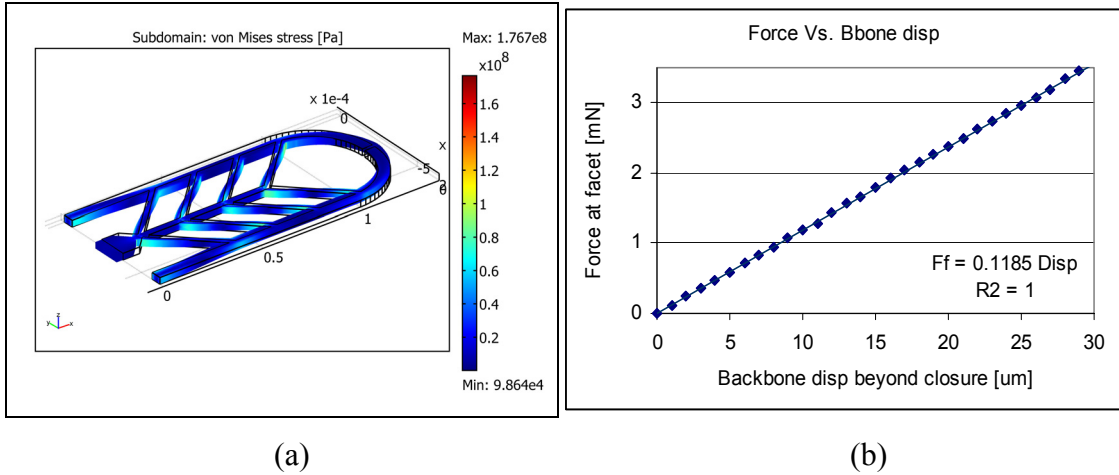 Subdomain: von Mises stress [Pa]
Max: 1.767e8
x10^8
1.6
1.4
1.2
1
0.8
0.6
0.4
0.2
Min: 9.864e4
x 1e-4
0
-5
x
1
0.5
0
z
y
x
Force Vs. Bbone disp
Force at facet [mN]
3
2
1
0
Ff = 0.1185 Disp
R2 = 1
0 5 10 15 20 25 30
Backbone disp beyond closure [um]
(a) (b)